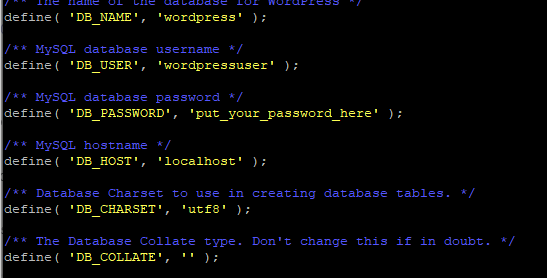 /** The name of the database for WordPress */
define( 'DB_NAME', 'wordpress' );
/** MySQL database username */
define( 'DB_USER', 'wordpressuser' );
/** MySQL database password */
define( 'DB_PASSWORD', 'put_your_password_here' );
/** MySQL hostname */
define( 'DB_HOST', 'localhost' );
/** Database Charset to use in creating database tables. */
define( 'DB_CHARSET', 'utf8' );
/** The Database Collate type. Don't change this if in doubt. */
define( 'DB_COLLATE', '' );